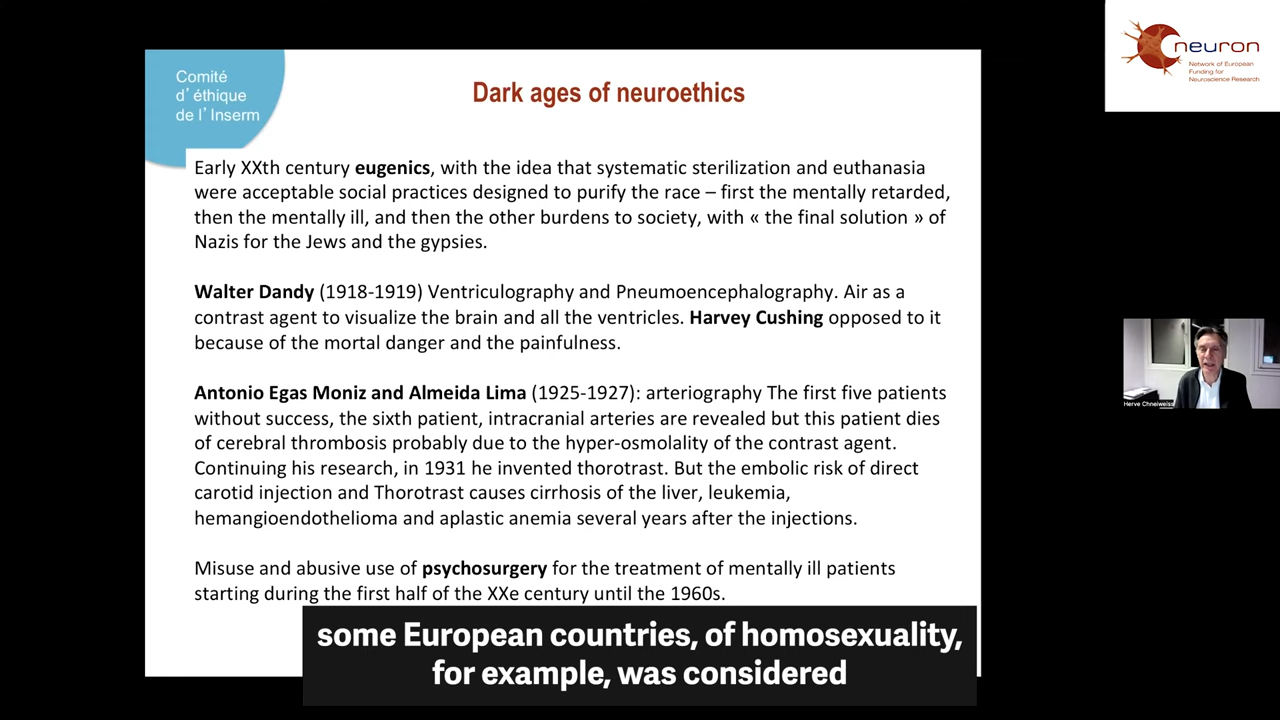 Comité
d’éthique
de l’Inserm
Dark ages of neuroethics
neuron
Network of European
Funding for
Neuroscience Research
Early XXth century eugenics, with the idea that systematic sterilization and euthanasia
were acceptable social practices designed to purify the race – first the mentally retarded,
then the mentally ill, and then the other burdens to society, with « the final solution » of
Nazis for the Jews and the gypsies.
Walter Dandy (1918-1919) Ventriculography and Pneumoencephalography. Air as a
contrast agent to visualize the brain and all the ventricles. Harvey Cushing opposed to it
because of the mortal danger and the painfulness.
Antonio Egas Moniz and Almeida Lima (1925-1927): arteriography The first five patients
without success, the sixth patient, intracranial arteries are revealed but this patient dies
of cerebral thrombosis probably due to the hyper-osmolality of the contrast agent.
Continuing his research, in 1931 he invented thorotrast. But the embolic risk of direct
carotid injection and Thorotrast causes cirrhosis of the liver, leukemia,
hemangioendothelioma and aplastic anemia several years after the injections.
Misuse and abusive use of psychosurgery for the treatment of mentally ill patients
starting during the first half of the XXe century until the 1960s.
Herve Chneiweiss
some European countries, of homosexuality,
for example, was considered